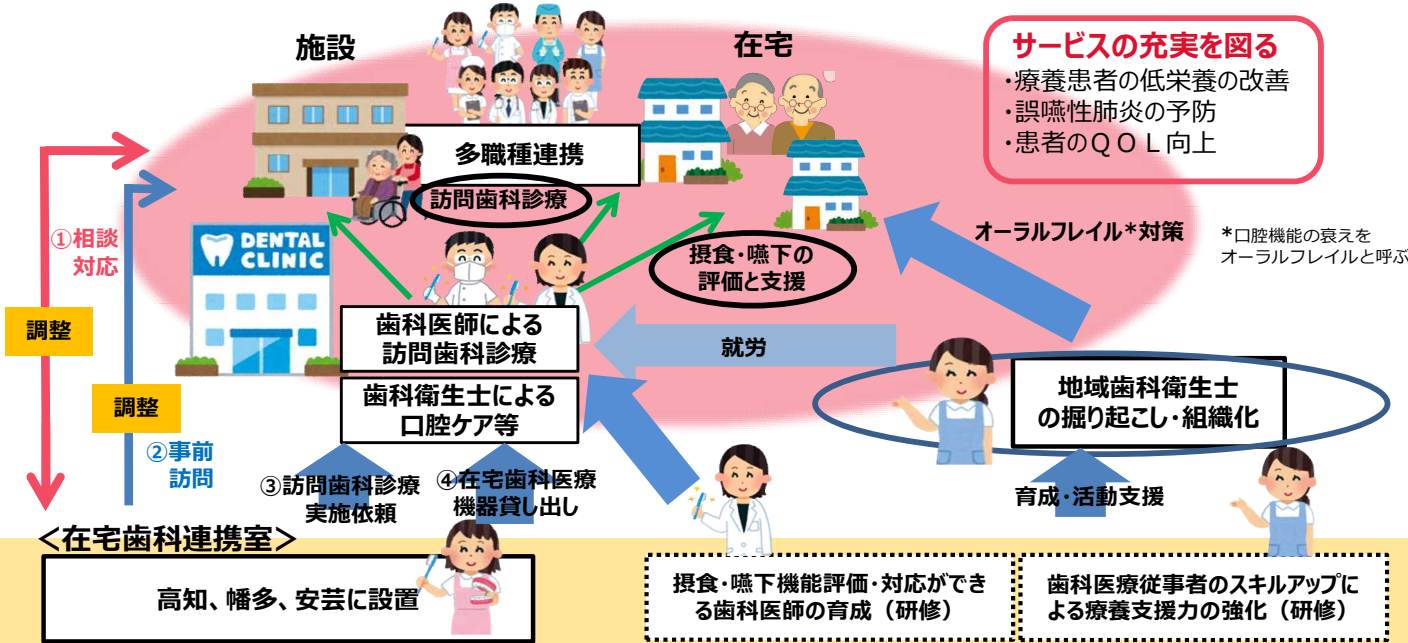 施設
在宅
サービスの充実を図る
・療養患者の低栄養の改善
・誤嚥性肺炎の予防
・患者のＱＯＬ向上
多職種連携
訪問歯科診療
①相談
対応
DENTAL
CLINIC
摂食・嚥下の
評価と支援
オーラルフレイル*対策
*口腔機能の衰えを
オーラルフレイルと呼ぶ
調整
調整
歯科医師による
訪問歯科診療
就労
歯科衛生士による
口腔ケア等
地域歯科衛生士
の掘り起こし・組織化
②事前
訪問
③訪問歯科診療
実施依頼
④在宅歯科医療
機器貸し出し
育成・活動支援
＜在宅歯科連携室＞
高知、幡多、安芸に設置
摂食・嚥下機能評価・対応ができ
る歯科医師の育成（研修）
歯科医療従事者のスキルアップに
よる療養支援力の強化（研修）